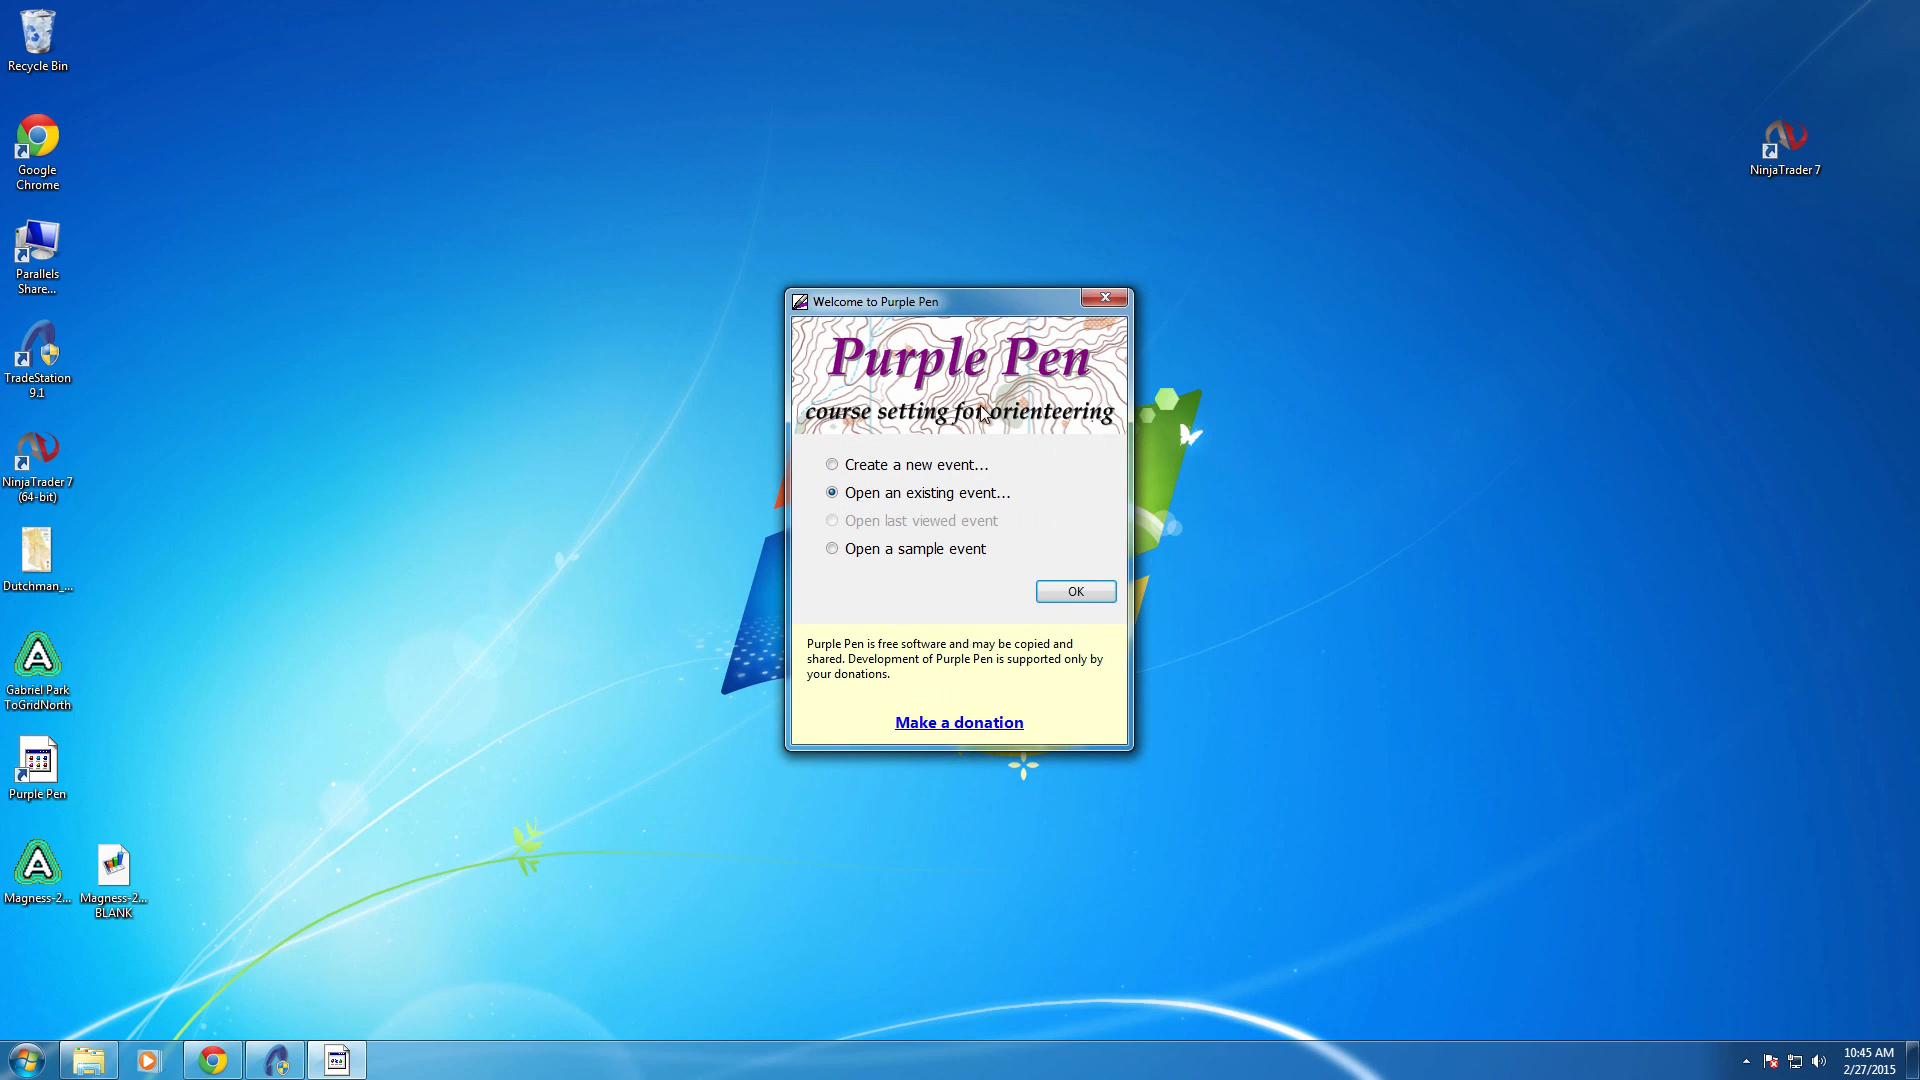 Recycle Bin
Google
Chrome
Parallels
Share...
TradeStation
9.1
NinjaTrader 7
(64-bit)
Dutchman_...
Gabriel Park
ToGridNorth
Purple Pen
Magness-2...
Magness-2...
BLANK
NinjaTrader 7
Welcome to Purple Pen
Purple Pen
course setting for orienteering
Create a new event...
Open an existing event...
Open last viewed event
Open a sample event
OK
Purple Pen is free software and may be copied and
shared. Development of Purple Pen is supported only by
your donations.
Make a donation
10:45 AM
2/27/2015